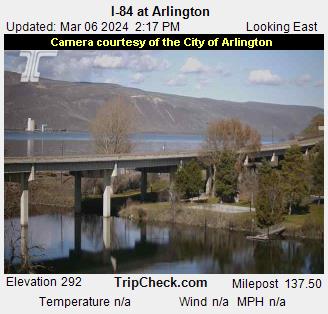 I-84 at Arlington
Updated: Mar 06 2024 2:17 PM Looking East
Camera courtesy of the City of Arlington
Elevation 292 TripCheck.com Milepost 137.50
Temperature n/a Wind n/a MPH n/a